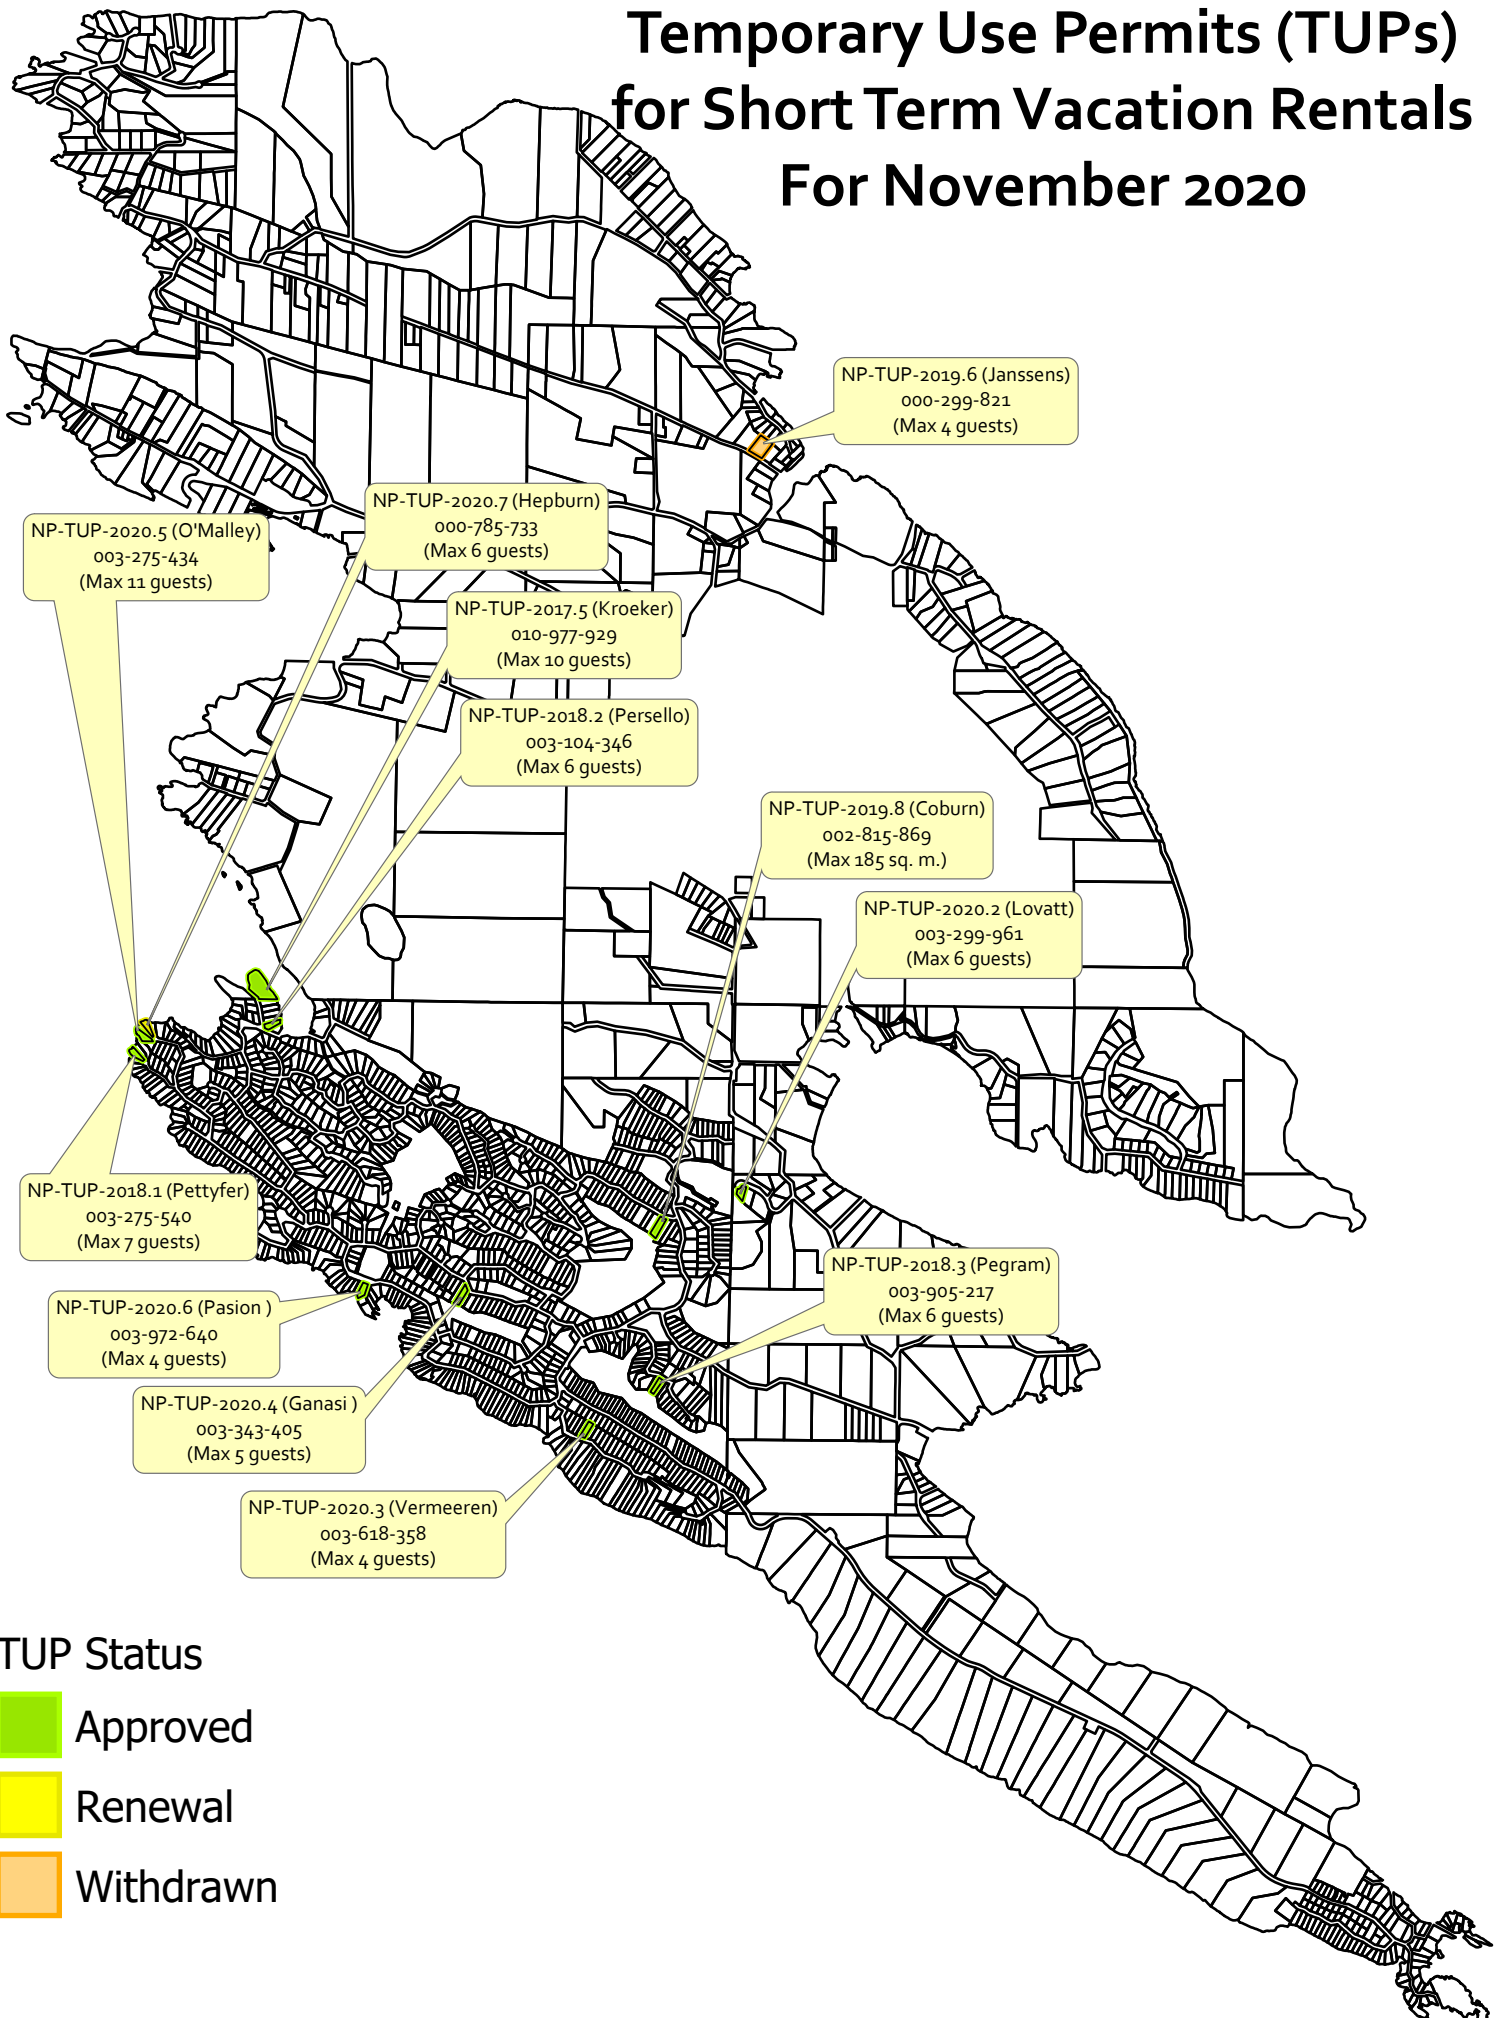 Temporary Use Permits (TUPs)
for Short Term Vacation Rentals
For November 2020
NP-TUP-2019.6 (Janssens)
000-299-821
(Max 4 guests)
NP-TUP-2020.7 (Hepburn)
000-785-733
(Max 6 guests)
NP-TUP-2020.5 (O'Malley)
003-275-434
(Max 11 guests)
NP-TUP-2017.5 (Kroeker)
010-977-929
(Max 10 guests)
NP-TUP-2018.2 (Persello)
003-104-346
(Max 6 guests)
NP-TUP-2019.8 (Coburn)
002-815-869
(Max 185 sq. m.)
NP-TUP-2020.2 (Lovatt)
003-299-961
(Max 6 guests)
NP-TUP-2018.1 (Pettyfer)
003-275-540
(Max 7 guests)
NP-TUP-2018.3 (Pegram)
003-905-217
(Max 6 guests)
NP-TUP-2020.6 (Pasion )
003-972-640
(Max 4 guests)
NP-TUP-2020.4 (Ganasi )
003-343-405
(Max 5 guests)
NP-TUP-2020.3 (Vermeeren)
003-618-358
(Max 4 guests)
TUP Status
Approved
Renewal
Withdrawn